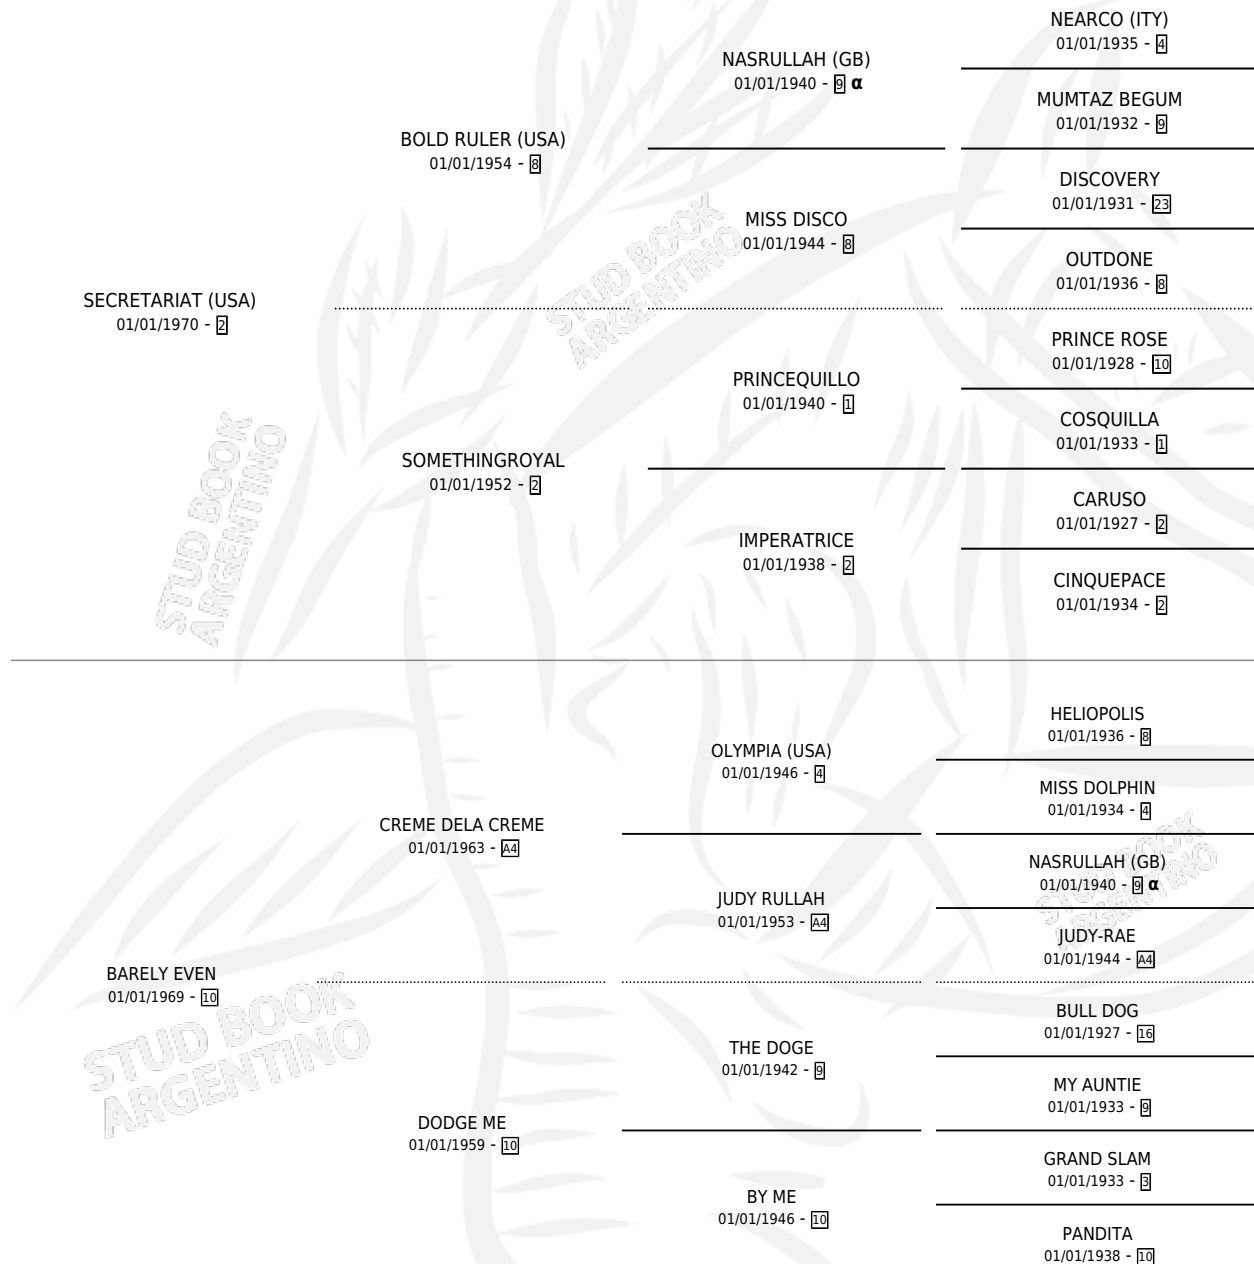 NEARCO (ITY)
01/01/1935 - 4
NASRULLAH (GB)
01/01/1940 - 9 α
MUMTAZ BEGUM
01/01/1932 - 9
BOLD RULER (USA)
01/01/1954 - 8
DISCOVERY
01/01/1931 - 23
MISS DISCO
01/01/1944 - 8
OUTDONE
01/01/1936 - 8
STUD BOOK
ARGENTINO
SECRETARIAT (USA)
01/01/1970 - 2
PRINCE ROSE
01/01/1928 - 10
PRINCEQUILLO
01/01/1940 - 1
COSQUILLA
01/01/1933 - 1
SOMETHINGROYAL
01/01/1952 - 2
CARUSO
01/01/1927 - 2
IMPERATRICE
01/01/1938 - 2
CINQUEPACE
01/01/1934 - 2
STUD BOOK
ARGENTINO
HELIOPOLIS
01/01/1936 - 8
OLYMPIA (USA)
01/01/1946 - 4
MISS DOLPHIN
01/01/1934 - 4
CREME DELA CREME
01/01/1963 - A4
NASRULLAH (GB)
01/01/1940 - 9 α
STUD BOOK
ARGENTINO
JUDY RULLAH
01/01/1953 - A4
JUDY-RAE
01/01/1944 - A4
BARELY EVEN
01/01/1969 - 10
BULL DOG
01/01/1927 - 16
THE DOGE
01/01/1942 - 9
MY AUNTIE
01/01/1933 - 9
STUD BOOK
ARGENTINO
DODGE ME
01/01/1959 - 10
GRAND SLAM
01/01/1933 - 3
BY ME
01/01/1946 - 10
PANDITA
01/01/1938 - 10